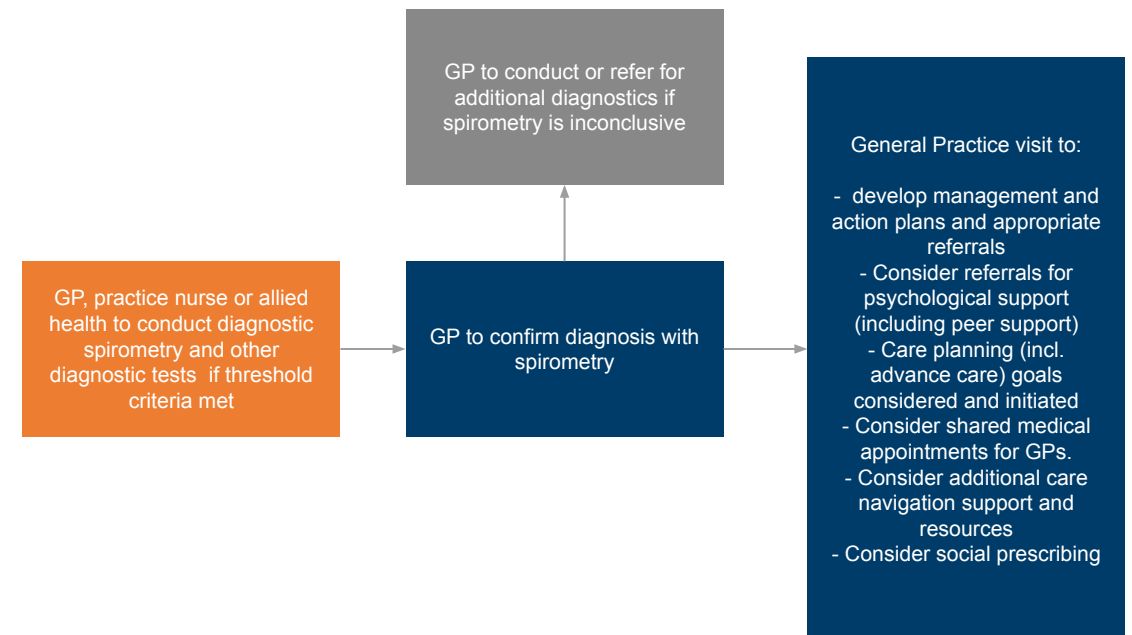 GP to conduct or refer for
additional diagnostics if
spirometry is inconclusive
GP, practice nurse or allied
health to conduct diagnostic
spirometry and other
diagnostic tests  if threshold
criteria met
GP to confirm diagnosis with
spirometry
General Practice visit to:
-  develop management and
action plans and appropriate
referrals
- Consider referrals for
psychological support
(including peer support)
- Care planning (incl.
advance care) goals
considered and initiated
- Consider shared medical
appointments for GPs.
- Consider additional care
navigation support and
resources
- Consider social prescribing